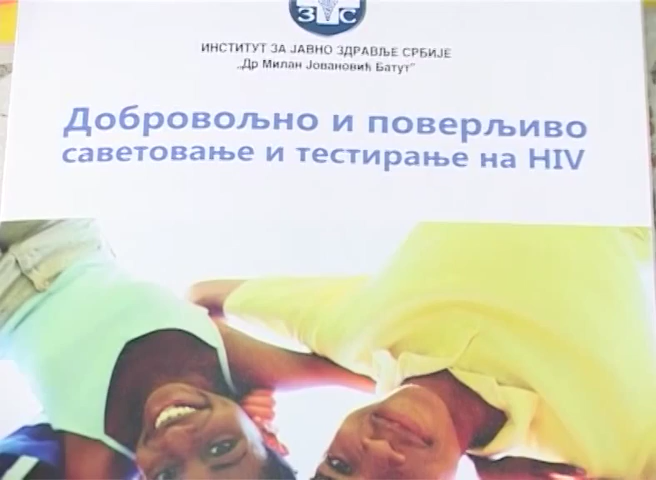 З С
ИНСТИТУТ ЗА ЈАВНО ЗДРАВЉЕ СРБИЈЕ
„Др Милан Јовановић Батут”
Добровољно и поверљиво
саветовање и тестирање на HIV